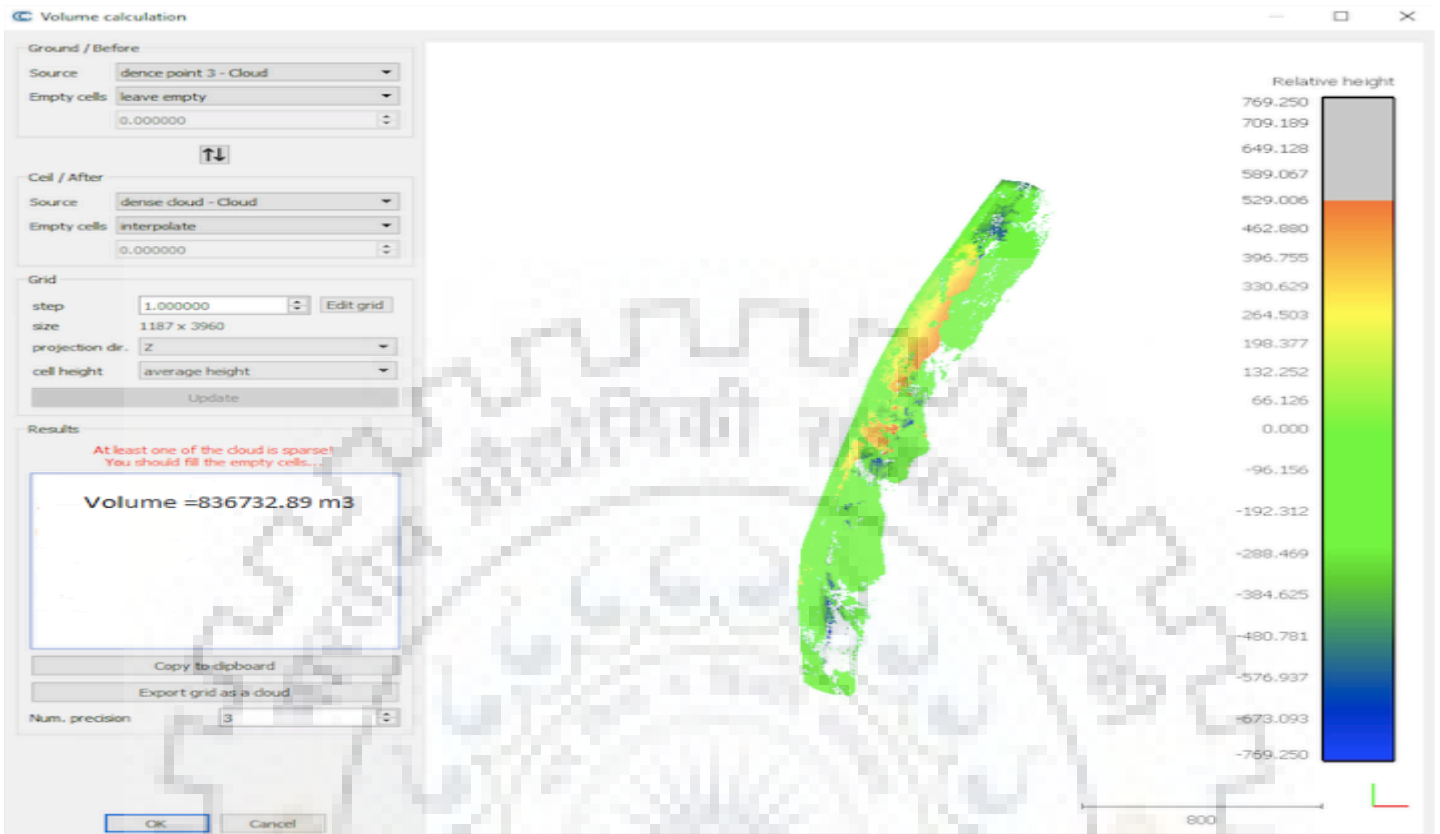 Volume calculation
Ground / Before
Source dence point 3 - Cloud
Empty cells leave empty
0.000000
Ceil / After
Source dense cloud - Cloud
Empty cells interpolate
0.000000
Grid
step 1.000000 Edit grid
size 1187 x 3960
projection dir. Z
cell height average height
Update
Results
At least one of the cloud is sparse!
You should fill the empty cells...
Volume =836732.89 m3
Copy to clipboard
Export grid as a cloud
Num. precision 3
OK Cancel
Relative height
769.250
709.189
649.128
589.067
529.006
462.880
396.755
330.629
264.503
198.377
132.252
66.126
0.000
-96.156
-192.312
-288.469
-384.625
-480.781
-576.937
-673.093
-769.250
800